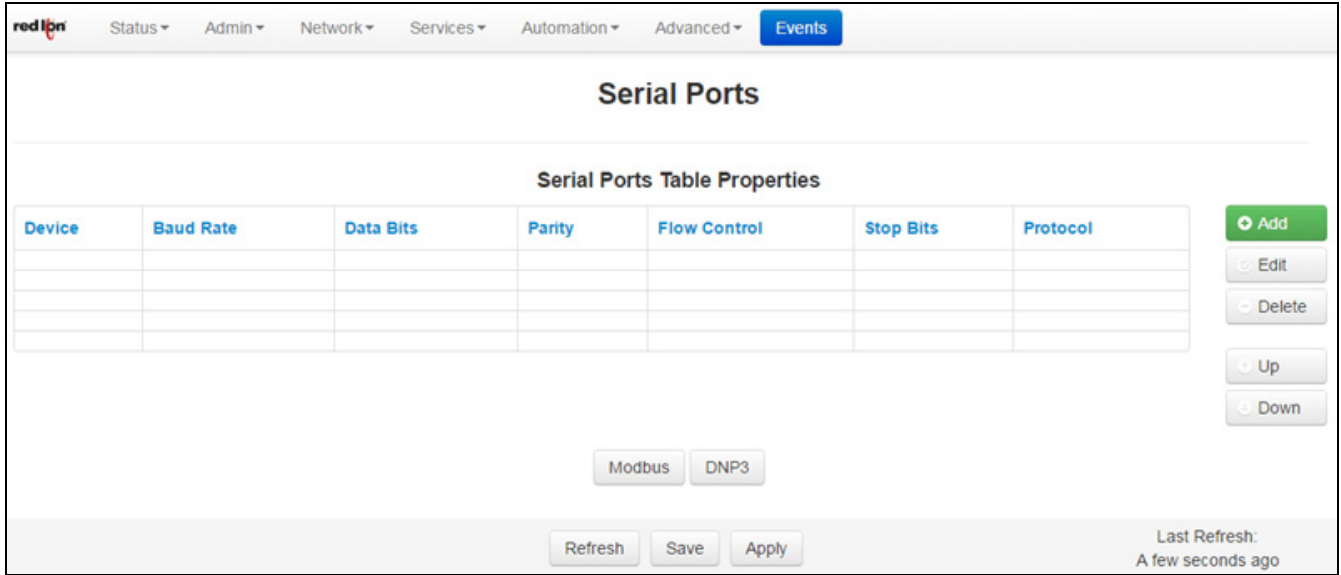 red lion Status Admin Network Services Automation Advanced Events
Serial Ports
Serial Ports Table Properties
Device Baud Rate Data Bits Parity Flow Control Stop Bits Protocol
Add
Edit
Delete
Up
Down
Modbus DNP3
Refresh Save Apply
Last Refresh:
A few seconds ago